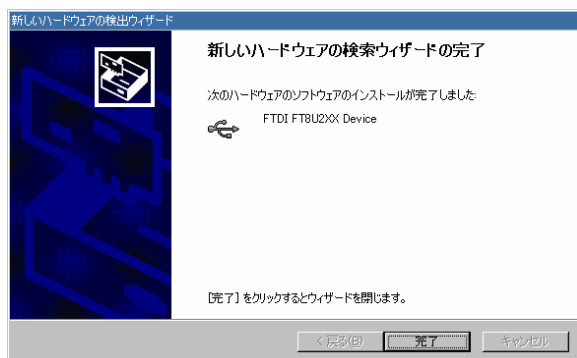 新しいハードウェアの検出ウィザード
新しいハードウェアの検索ウィザードの完了
次のハードウェアのソフトウェアのインストールが完了しました:
FTDI FT8U2XX Device
[完了] をクリックするとウィザードを閉じます。
< 戻る(B)
完了
キャンセル